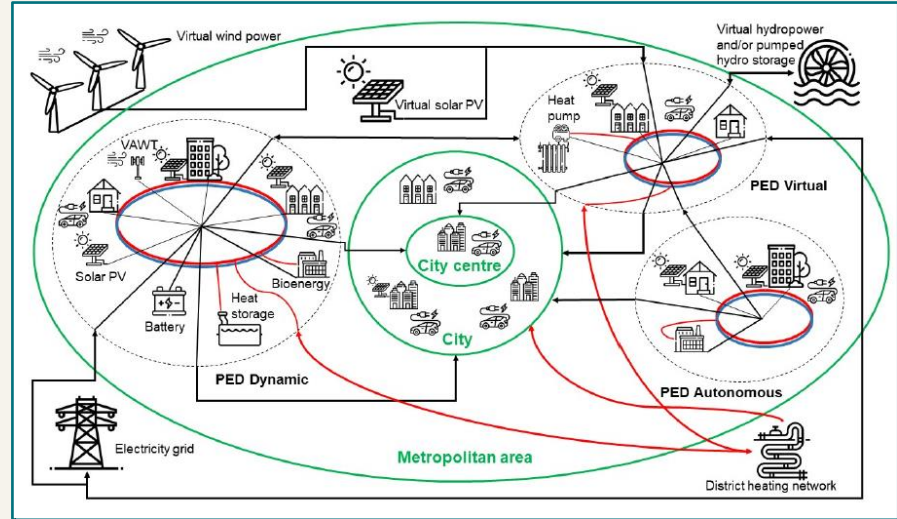 Virtual wind power
Virtual hydropower
and/or pumped
hydro storage
Virtual solar PV
Heat
pump
VAWT
PED Virtual
City centre
Solar PV
Bioenergy
Battery
Heat
storage
City
PED Dynamic
PED Autonomous
Electricity grid
Metropolitan area
District heating network